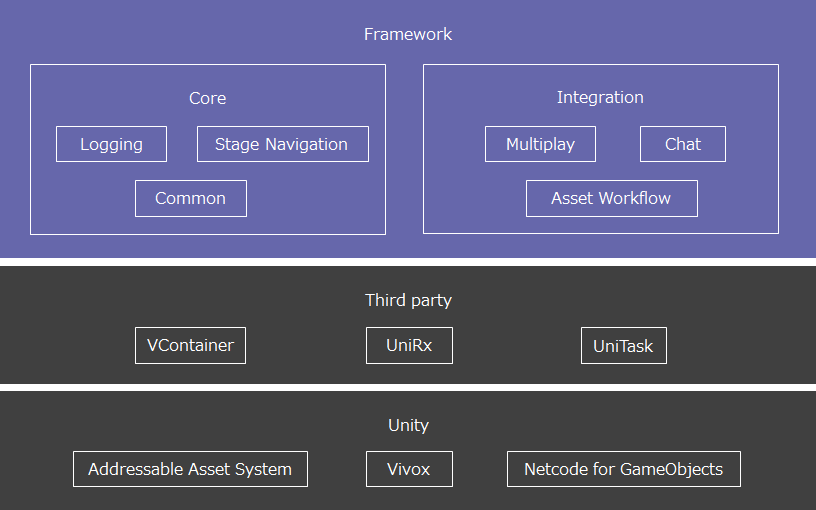 Framework
Core
Logging
Stage Navigation
Common
Integration
Multiplay
Chat
Asset Workflow
Third party
VContainer
UniRx
UniTask
Unity
Addressable Asset System
Vivox
Netcode for GameObjects